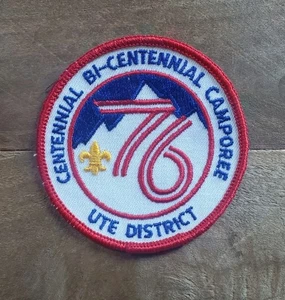 CENTENNIAL BI-CENTENNIAL CAMPOREE
76
UTE DISTRICT